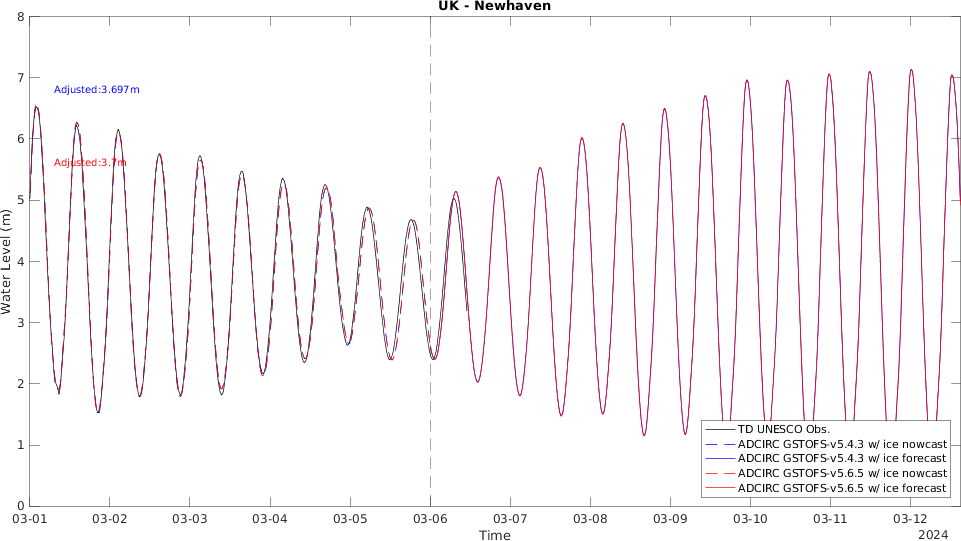 UK - Newhaven
8
7
6
5
4
3
2
1
0
Water Level (m)
Adjusted:3.697m
Adjusted:3.7m
TD UNESCO Obs.
ADCIRC GSTOFS-v5.4.3 w/ ice nowcast
ADCIRC GSTOFS-v5.4.3 w/ ice forecast
ADCIRC GSTOFS-v5.6.5 w/ ice nowcast
ADCIRC GSTOFS-v5.6.5 w/ ice forecast
03-01 03-02 03-03 03-04 03-05 03-06 03-07 03-08 03-09 03-10 03-11 03-12
Time
2024